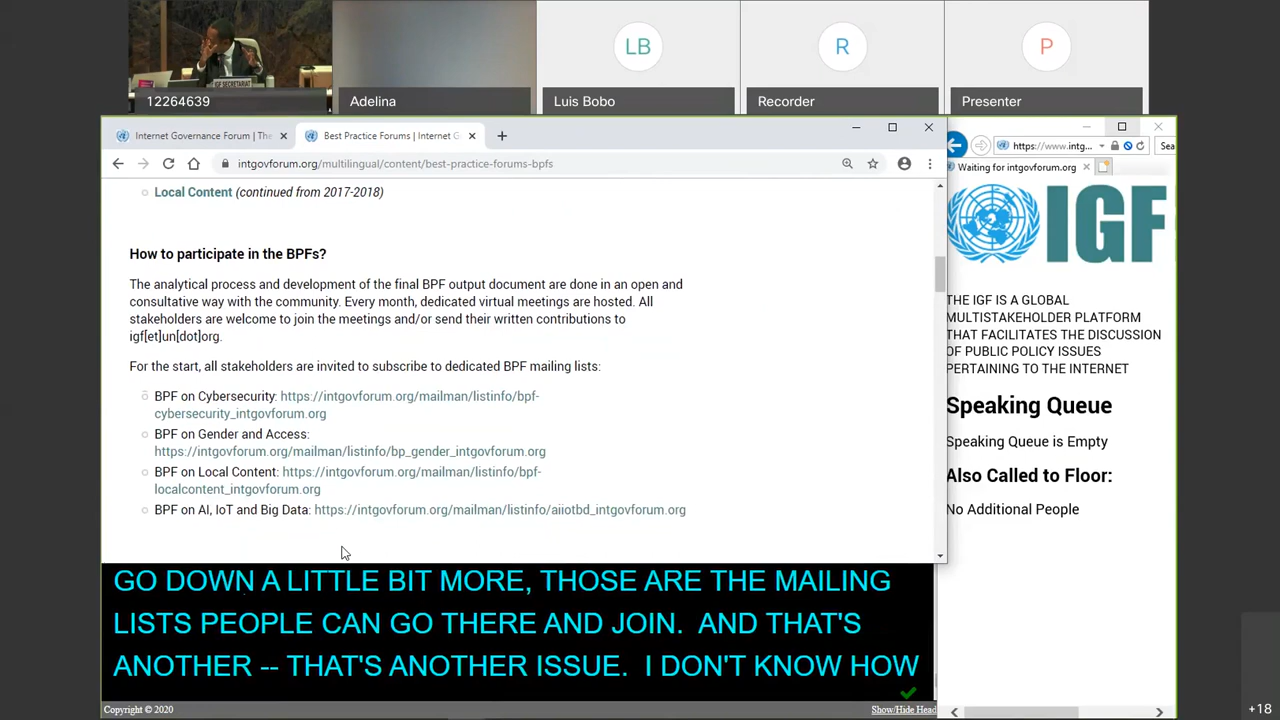 IGF SECRETARIAT
LB
R
P
12264639
Adelina
Luis Bobo
Recorder
Presenter
Internet Governance Forum | The
Best Practice Forums | Internet G
intgovforum.org/multilingual/content/best-practice-forums-bpfs
Local Content (continued from 2017-2018)
How to participate in the BPFs?
The analytical process and development of the final BPF output document are done in an open and
consultative way with the community. Every month, dedicated virtual meetings are hosted. All
stakeholders are welcome to join the meetings and/or send their written contributions to
igf[et]un[dot]org.
For the start, all stakeholders are invited to subscribe to dedicated BPF mailing lists:
BPF on Cybersecurity: https://intgovforum.org/mailman/listinfo/bpf-
cybersecurity_intgovforum.org
BPF on Gender and Access:
https://intgovforum.org/mailman/listinfo/bp_gender_intgovforum.org
BPF on Local Content: https://intgovforum.org/mailman/listinfo/bpf-
localcontent_intgovforum.org
BPF on AI, IoT and Big Data: https://intgovforum.org/mailman/listinfo/aiiotbd_intgovforum.org
GO DOWN A LITTLE BIT MORE, THOSE ARE THE MAILING
LISTS PEOPLE CAN GO THERE AND JOIN. AND THAT'S
ANOTHER -- THAT'S ANOTHER ISSUE. I DON'T KNOW HOW
Copyright © 2020
Show/Hide Head
https://www.intg...
Sea
Waiting for intgovforum.org
IGF
THE IGF IS A GLOBAL
MULTISTAKEHOLDER PLATFORM
THAT FACILITATES THE DISCUSSION
OF PUBLIC POLICY ISSUES
PERTAINING TO THE INTERNET
Speaking Queue
Speaking Queue is Empty
Also Called to Floor:
No Additional People
+18